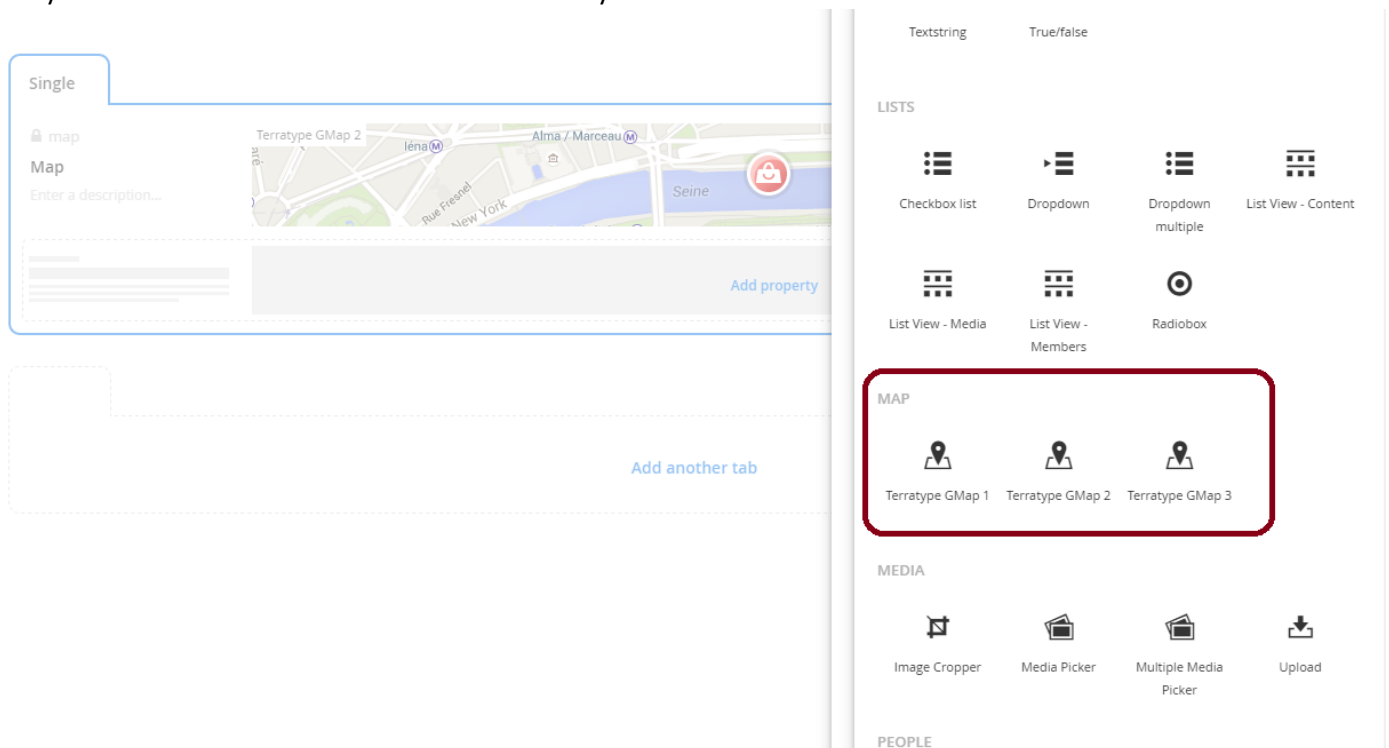 Single
map
Map
Enter a description...
Terratype GMap 2
Iéna M
Alma / Marceau M
Rue Fresnel
New York
Seine
Add property
Add another tab
Textstring
True/false
LISTS
Checkbox list
Dropdown
Dropdown
multiple
List View - Content
List View - Media
List View -
Members
Radiobox
MAP
Terratype GMap 1
Terratype GMap 2
Terratype GMap 3
MEDIA
Image Cropper
Media Picker
Multiple Media
Picker
Upload
PEOPLE